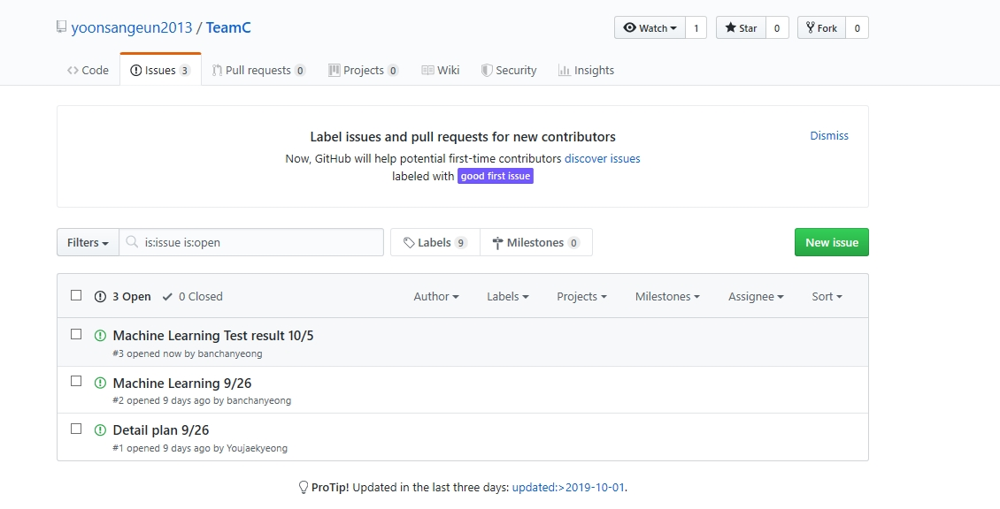 yoonsangeun2013 / TeamC
Watch 1 Star 0 Fork 0
Code Issues 3 Pull requests 0 Projects 0 Wiki Security Insights
Label issues and pull requests for new contributors
Dismiss
Now, GitHub will help potential first-time contributors discover issues
labeled with good first issue
Filters is:issue is:open Labels 9 Milestones 0 New issue
3 Open 0 Closed Author Labels Projects Milestones Assignee Sort
Machine Learning Test result 10/5
#3 opened now by banchanyeong
Machine Learning 9/26
#2 opened 9 days ago by banchanyeong
Detail plan 9/26
#1 opened 9 days ago by Youjaekyeong
ProTip! Updated in the last three days: updated:>2019-10-01.